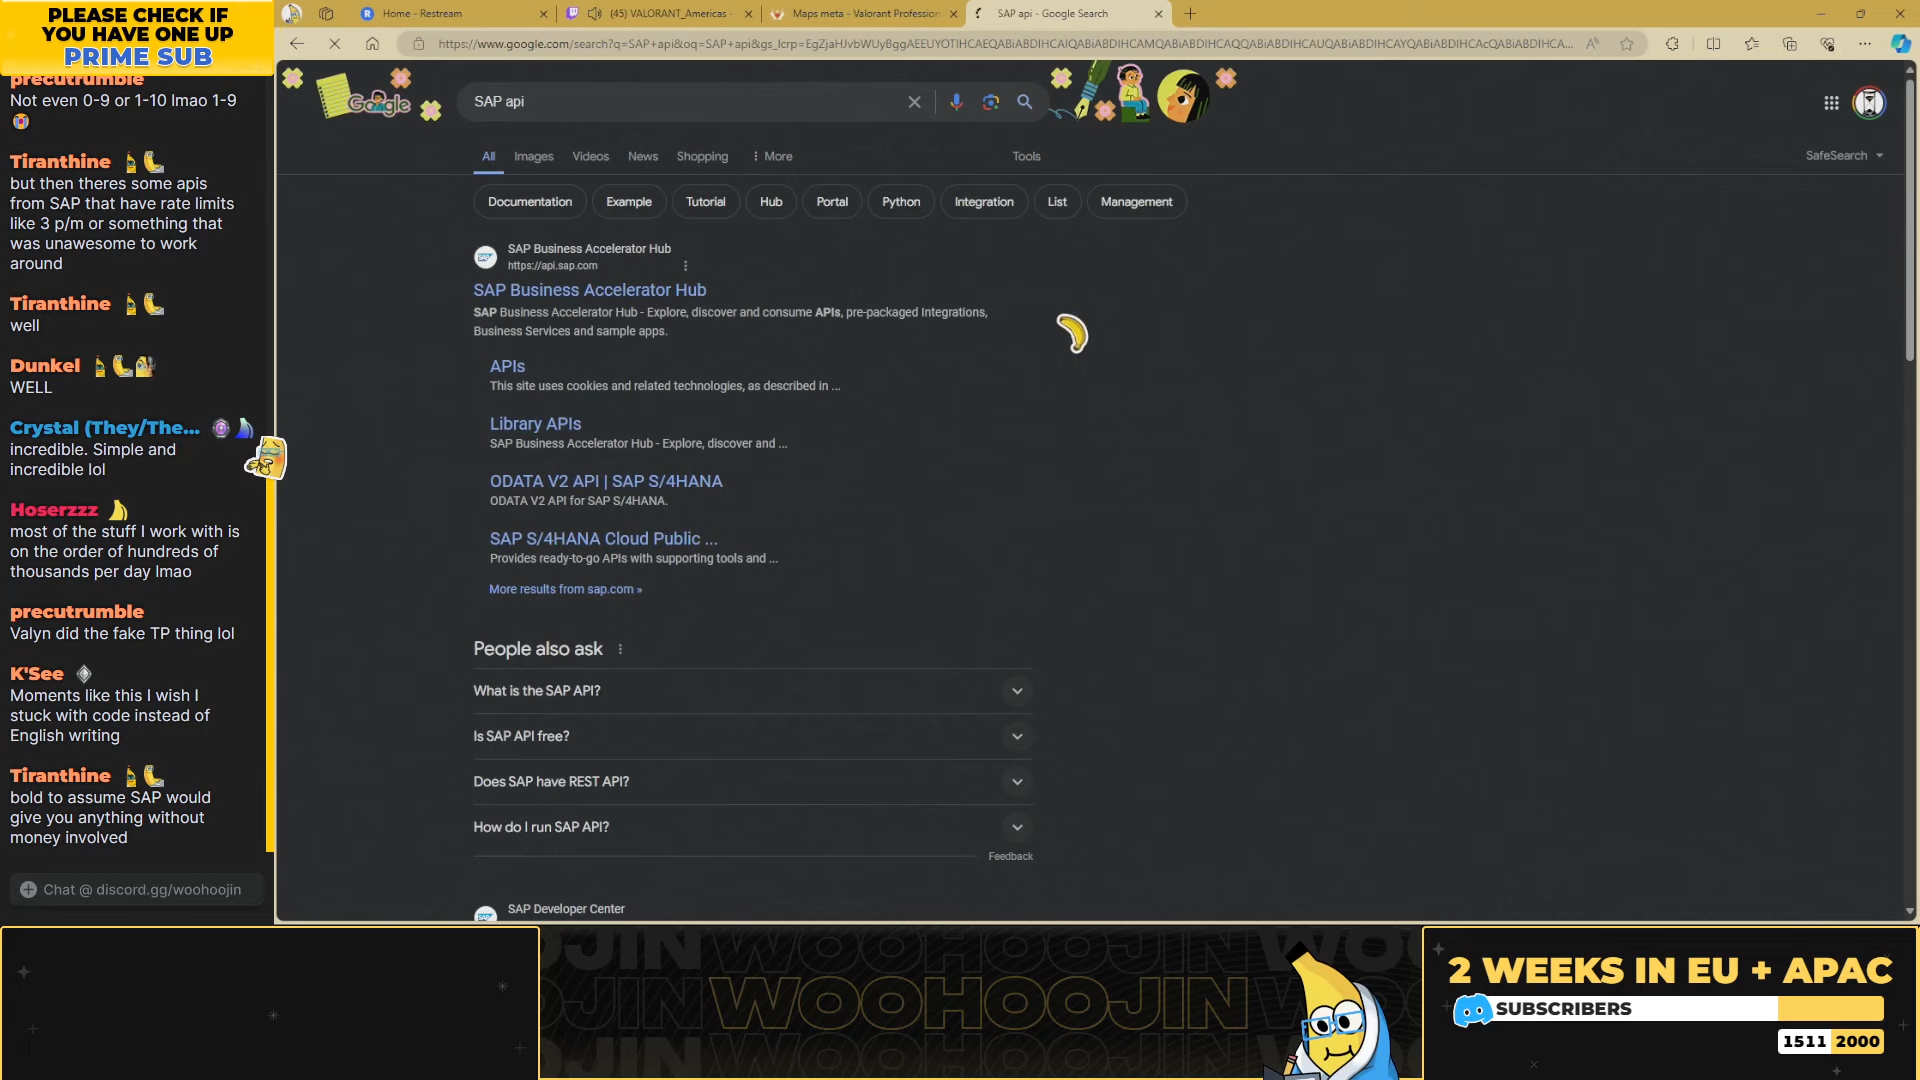 PLEASE CHECK IF
YOU HAVE ONE UP
PRIME SUB
precutrumble
Not even 0-9 or 1-10 lmao 1-9
Tiranthine
but then theres some apis
from SAP that have rate limits
like 3 p/m or something that
was unawesome to work
around
Tiranthine
well
Dunkel
WELL
Crystal (They/The...
incredible. Simple and
incredible lol
Hoserzzz
most of the stuff I work with is
on the order of hundreds of
thousands per day lmao
precutrumble
Valyn did the fake TP thing lol
K'See
Moments like this I wish I
stuck with code instead of
English writing
Tiranthine
bold to assume SAP would
give you anything without
money involved
Chat @ discord.gg/woohoojin
Home - Restream
(45) VALORANT_Americas -
Maps meta - Valorant Profession
SAP api - Google Search
Google
SAP api
All
Images
Videos
News
Shopping
More
Tools
SafeSearch
Documentation
Example
Tutorial
Hub
Portal
Python
Integration
List
Management
SAP Business Accelerator Hub
https://api.sap.com
SAP Business Accelerator Hub
SAP Business Accelerator Hub - Explore, discover and consume APIs, pre-packaged Integrations,
Business Services and sample apps.
APIs
This site uses cookies and related technologies, as described in ...
Library APIs
SAP Business Accelerator Hub - Explore, discover and ...
ODATA V2 API | SAP S/4HANA
ODATA V2 API for SAP S/4HANA.
SAP S/4HANA Cloud Public ...
Provides ready-to-go APIs with supporting tools and ...
More results from sap.com »
People also ask
What is the SAP API?
Is SAP API free?
Does SAP have REST API?
How do I run SAP API?
Feedback
SAP Developer Center
WOOHOOJIN
2 WEEKS IN EU + APAC
SUBSCRIBERS
1511 2000